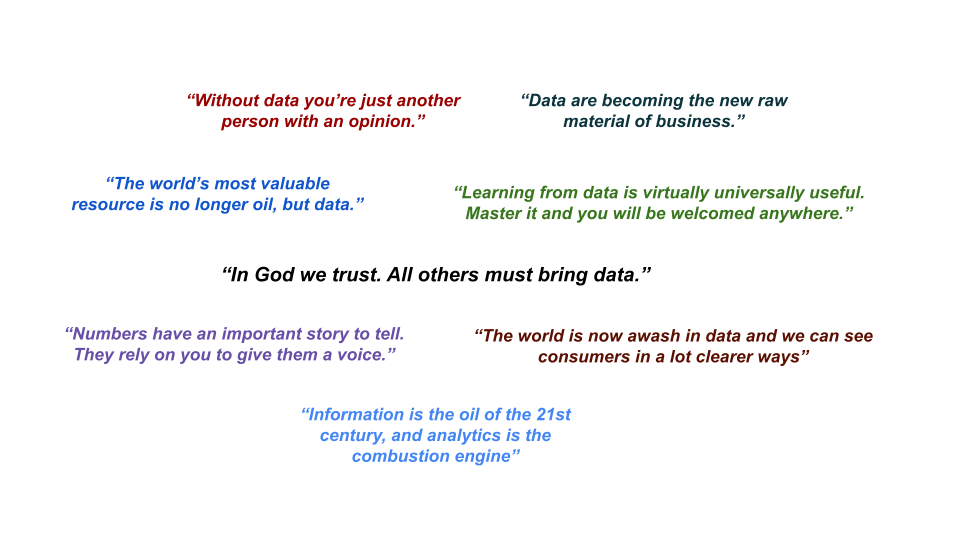 “Without data you’re just another
person with an opinion.”
“Data are becoming the new raw
material of business.”
“The world’s most valuable
resource is no longer oil, but data.”
“Learning from data is virtually universally useful.
Master it and you will be welcomed anywhere.”
“In God we trust. All others must bring data.”
“Numbers have an important story to tell.
They rely on you to give them a voice.”
“The world is now awash in data and we can see
consumers in a lot clearer ways”
“Information is the oil of the 21st
century, and analytics is the
combustion engine”